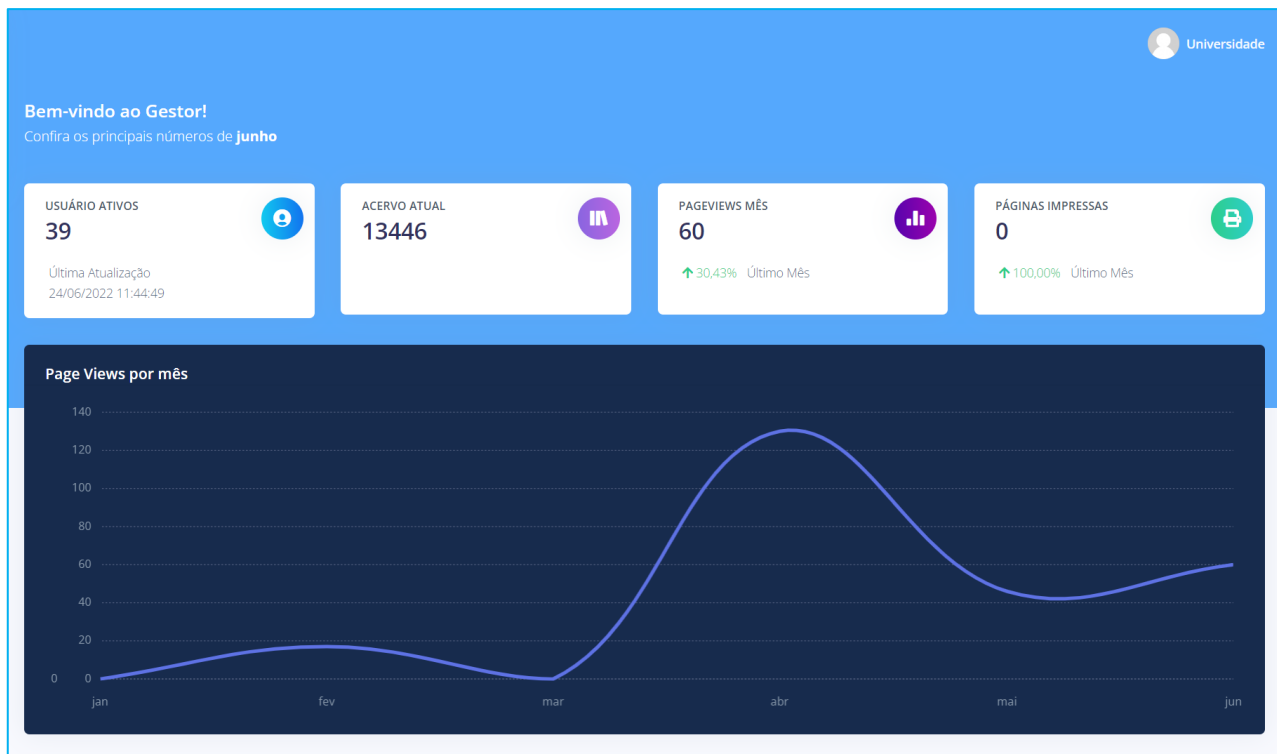 Universidade
Bem-vindo ao Gestor!
Confira os principais números de junho
USUÁRIO ATIVOS
39
Última Atualização
24/06/2022 11:44:49
ACERVO ATUAL
13446
PAGEVIEWS MÊS
60
30,43% Último Mês
PÁGINAS IMPRESSAS
0
100,00% Último Mês
Page Views por mês
140
120
100
80
60
40
20
0 0
jan fev mar abr mai jun